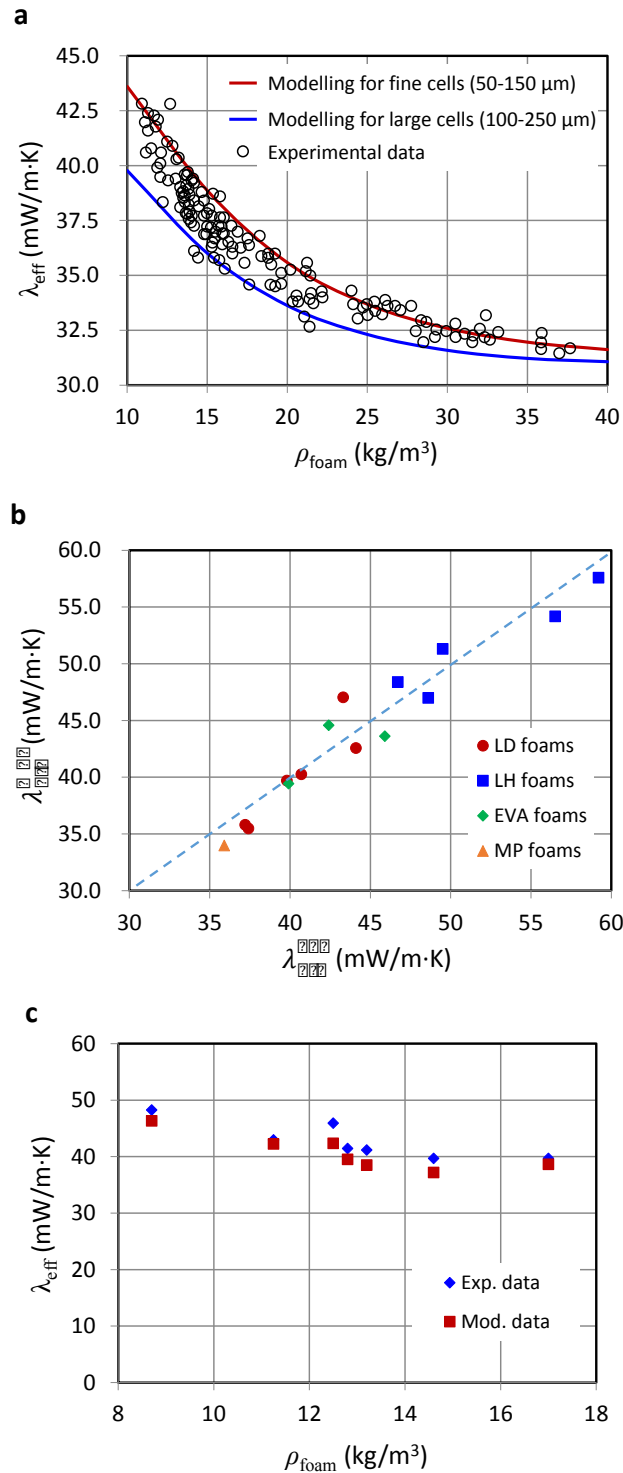 a
45.0
42.5
40.0
37.5
35.0
32.5
30.0
λeff (mW/m·K)
Modelling for fine cells (50-150 µm)
Modelling for large cells (100-250 µm)
Experimental data
10 15 20 25 30 35 40
ρfoam (kg/m³)
b
60.0
55.0
50.0
45.0
40.0
35.0
30.0
λ (mW/m·K)
LD foams
LH foams
EVA foams
MP foams
30 35 40 45 50 55 60
λ (mW/m·K)
c
60
50
40
30
20
10
0
λeff (mW/m·K)
Exp. data
Mod. data
8 10 12 14 16 18
ρfoam (kg/m³)